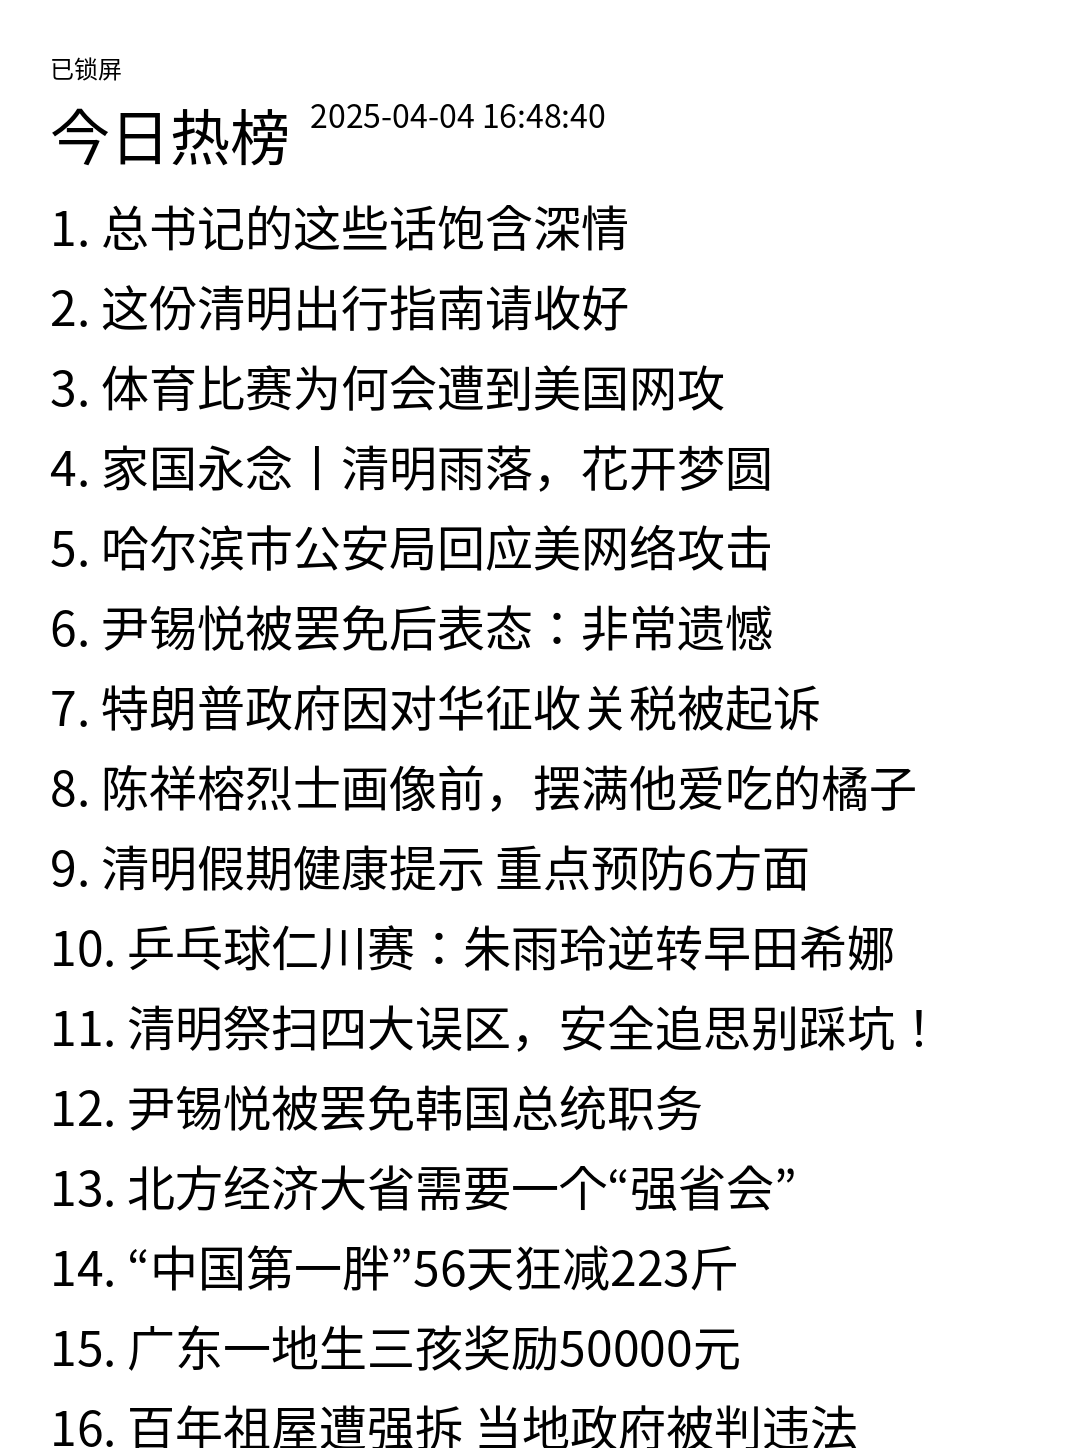 已锁屏
今日热榜 2025-04-04 16:48:40
1. 总书记的这些话饱含深情
2. 这份清明出行指南请收好
3. 体育比赛为何会遭到美国网攻
4. 家国永念丨清明雨落，花开梦圆
5. 哈尔滨市公安局回应美网络攻击
6. 尹锡悦被罢免后表态：非常遗憾
7. 特朗普政府因对华征收关税被起诉
8. 陈祥榕烈士画像前，摆满他爱吃的橘子
9. 清明假期健康提示 重点预防6方面
10. 乒乓球仁川赛：朱雨玲逆转早田希娜
11. 清明祭扫四大误区，安全追思别踩坑！
12. 尹锡悦被罢免韩国总统职务
13. 北方经济大省需要一个“强省会”
14. “中国第一胖”56天狂减223斤
15. 广东一地生三孩奖励50000元
16. 百年祖屋遭强拆 当地政府被判违法